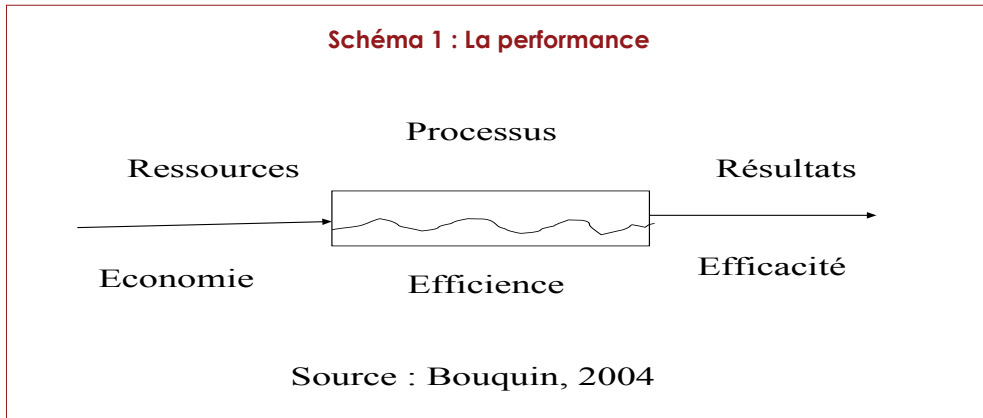 Schéma 1 : La performance
Processus
Ressources
Résultats
Economie
Efficience
Efficacité
Source : Bouquin, 2004